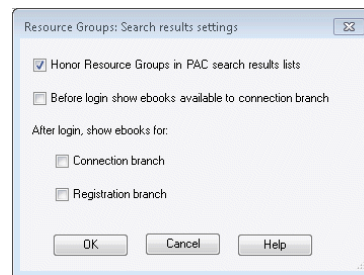 Resource Groups: Search results settings
Honor Resource Groups in PAC search results lists
Before login show ebooks available to connection branch
After login, show ebooks for:
Connection branch
Registration branch
OK Cancel Help